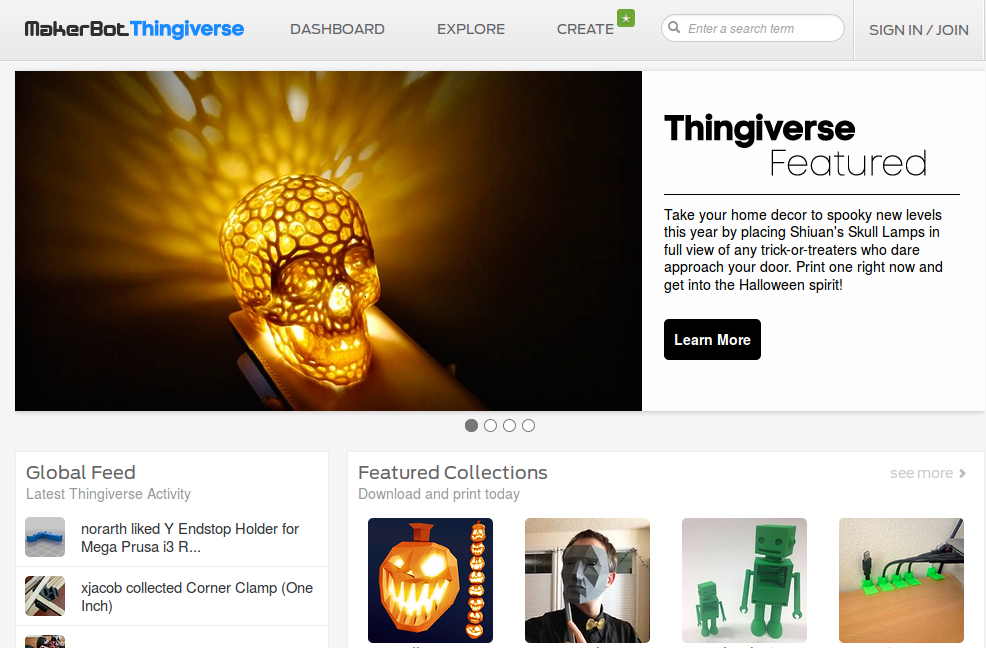 MakerBot Thingiverse
DASHBOARD
EXPLORE
CREATE
Enter a search term
SIGN IN / JOIN
Thingiverse
Featured
Take your home decor to spooky new levels
this year by placing Shiuan's Skull Lamps in
full view of any trick-or-treaters who dare
approach your door. Print one right now and
get into the Halloween spirit!
Learn More
Global Feed
Latest Thingiverse Activity
norarth liked Y Endstop Holder for
Mega Prusa i3 R...
xjacob collected Corner Clamp (One
Inch)
Featured Collections
see more
Download and print today